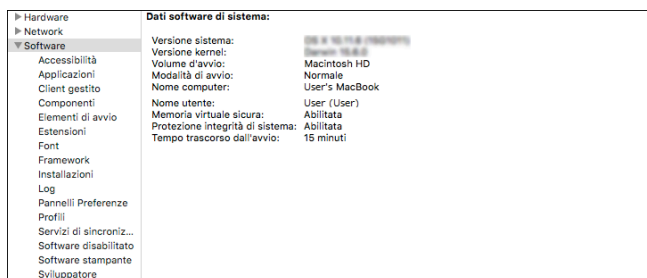 Hardware
Network
Software
Accessibilità
Applicazioni
Client gestito
Componenti
Elementi di avvio
Estensioni
Font
Framework
Installazioni
Log
Pannelli Preferenze
Profili
Servizi di sincroniz...
Software disabilitato
Software stampante
Sviluppatore
Dati software di sistema:
Versione sistema:
Versione kernel:
Volume d'avvio: Macintosh HD
Modalità di avvio: Normale
Nome computer: User's MacBook
Nome utente: User (User)
Memoria virtuale sicura: Abilitata
Protezione integrità di sistema: Abilitata
Tempo trascorso dall'avvio: 15 minuti